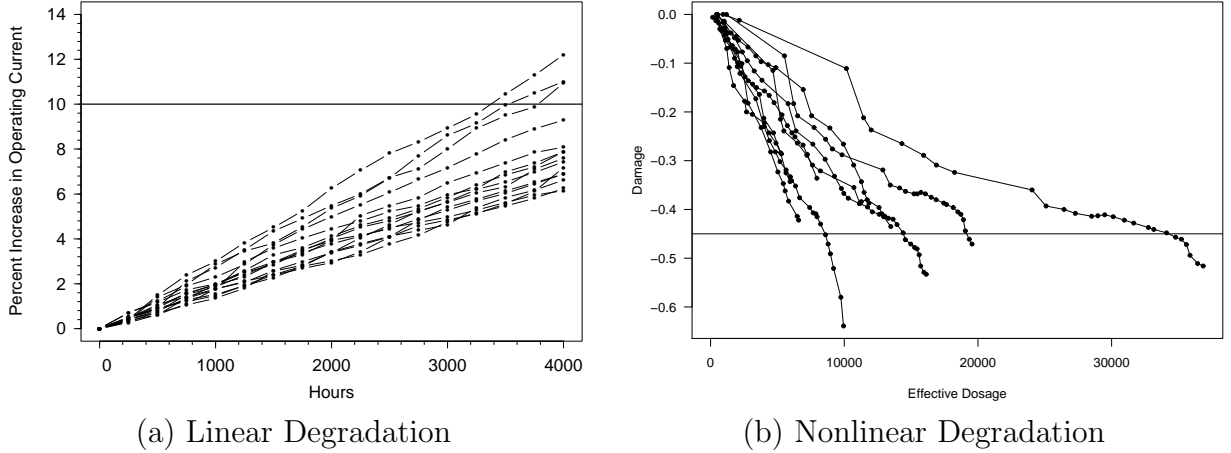 Percent Increase in Operating Current
14
12
10
8
6
4
2
0
0 1000 2000 3000 4000
Hours
(a) Linear Degradation
Damage
0.0
−0.1
−0.2
−0.3
−0.4
−0.5
−0.6
0 10000 20000 30000
Effective Dosage
(b) Nonlinear Degradation